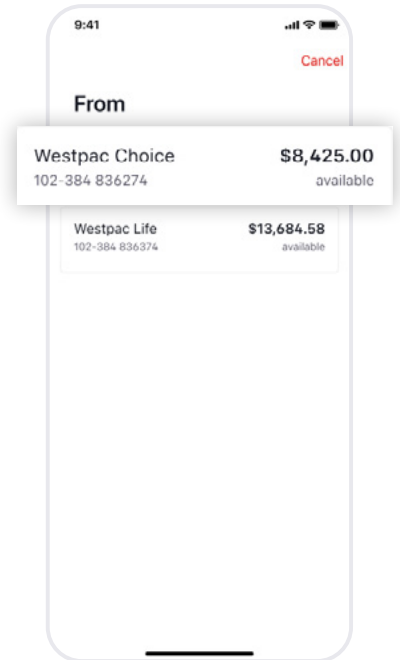 9:41
Cancel
From
Westpac Choice $8,425.00
102-384 836274 available
Westpac Life $13,684.58
102-384 836374 available